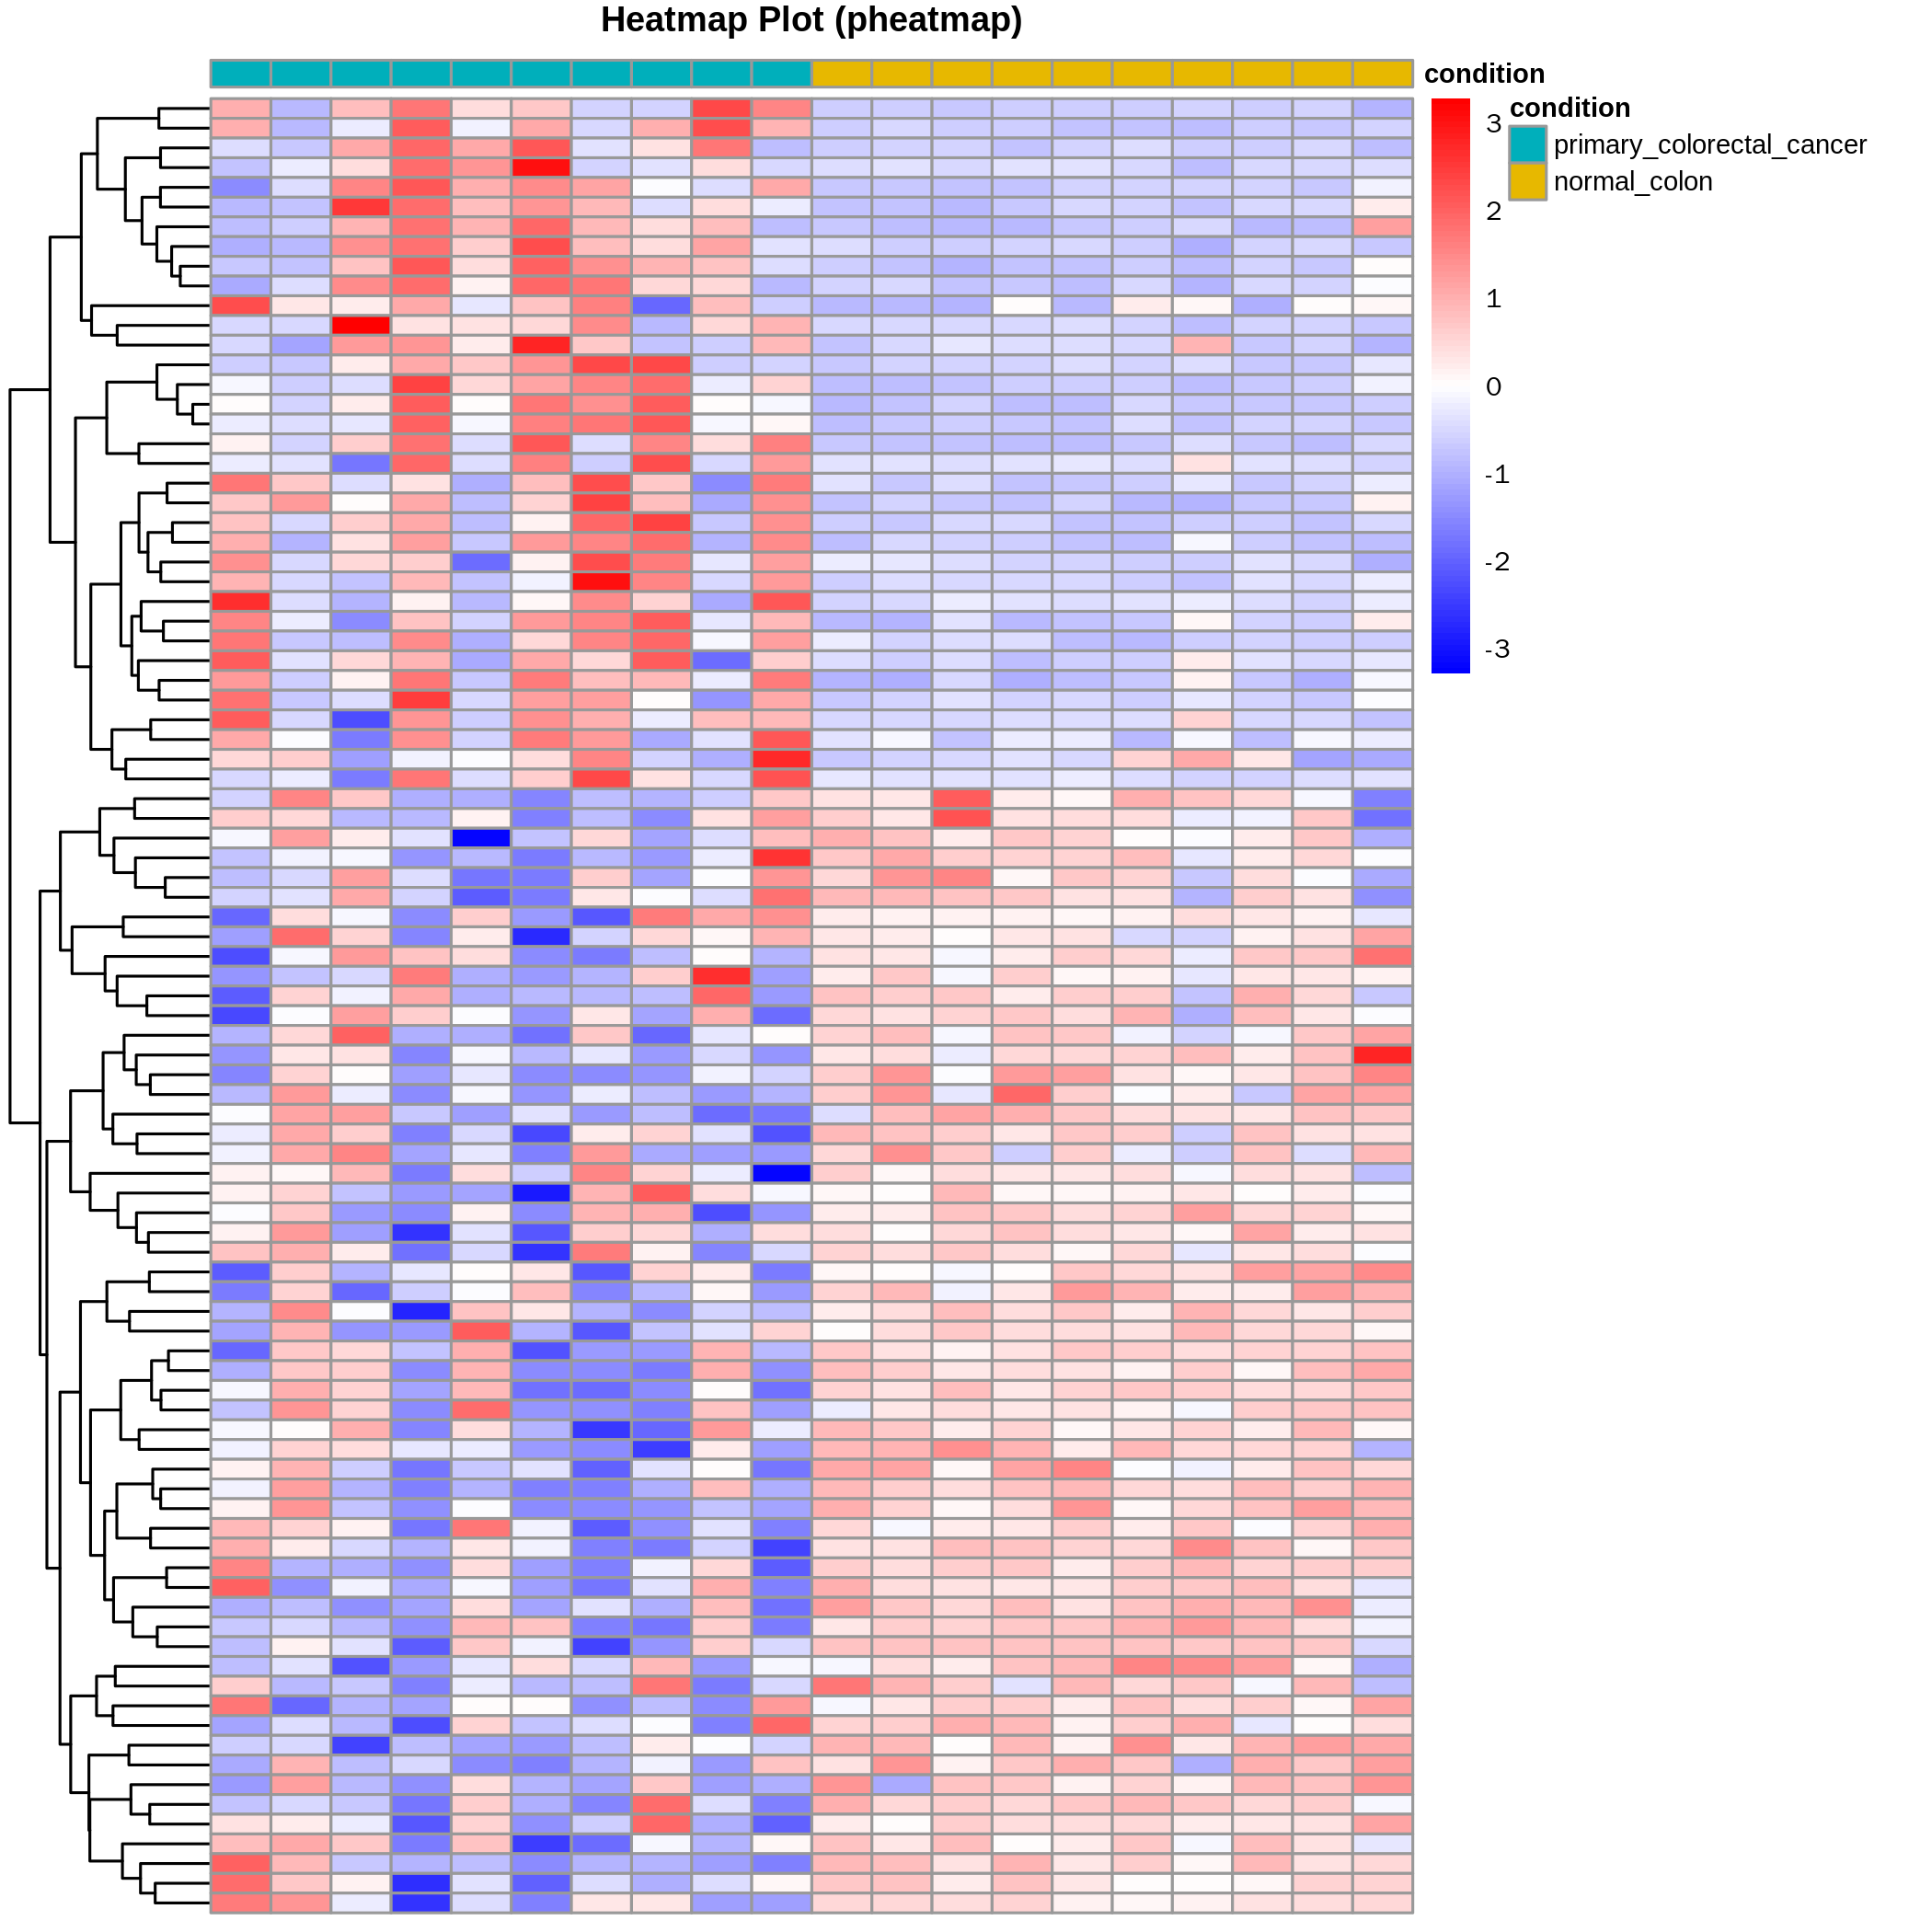 Heatmap Plot (pheatmap)
condition
3
2
1
0
-1
-2
-3
condition
primary_colorectal_cancer
normal_colon